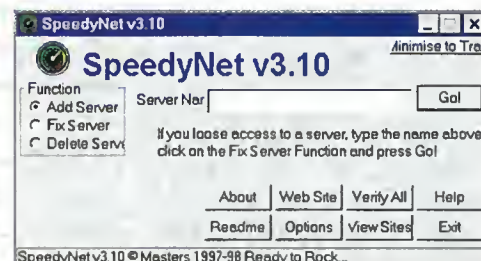 SpeedyNet v3.10
Minimise to Tra
SpeedyNet v3.10
Function
Add Server
Fix Server
Delete Serve
Server Nar
Go!
If you loose access to a server, type the name above
click on the Fix Server Function and press Go!
About Web Site Verify All Help
Readme Options View Sites Exit
SpeedyNet v3.10 © Masters 1997-98 Ready to Rock...